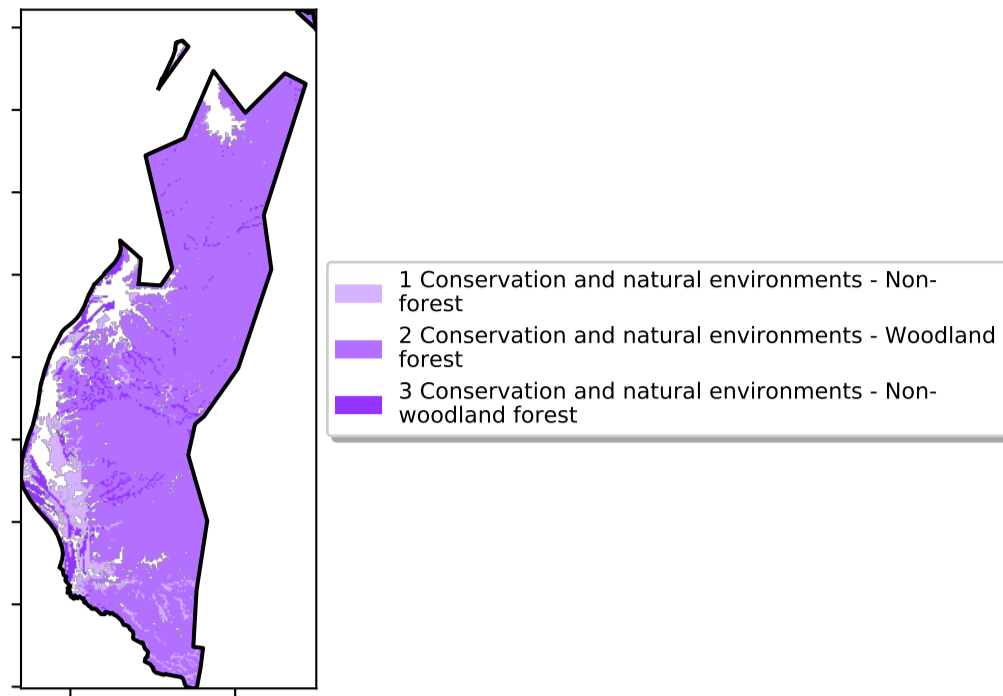 1 Conservation and natural environments - Non-
forest
2 Conservation and natural environments - Woodland
forest
3 Conservation and natural environments - Non-
woodland forest